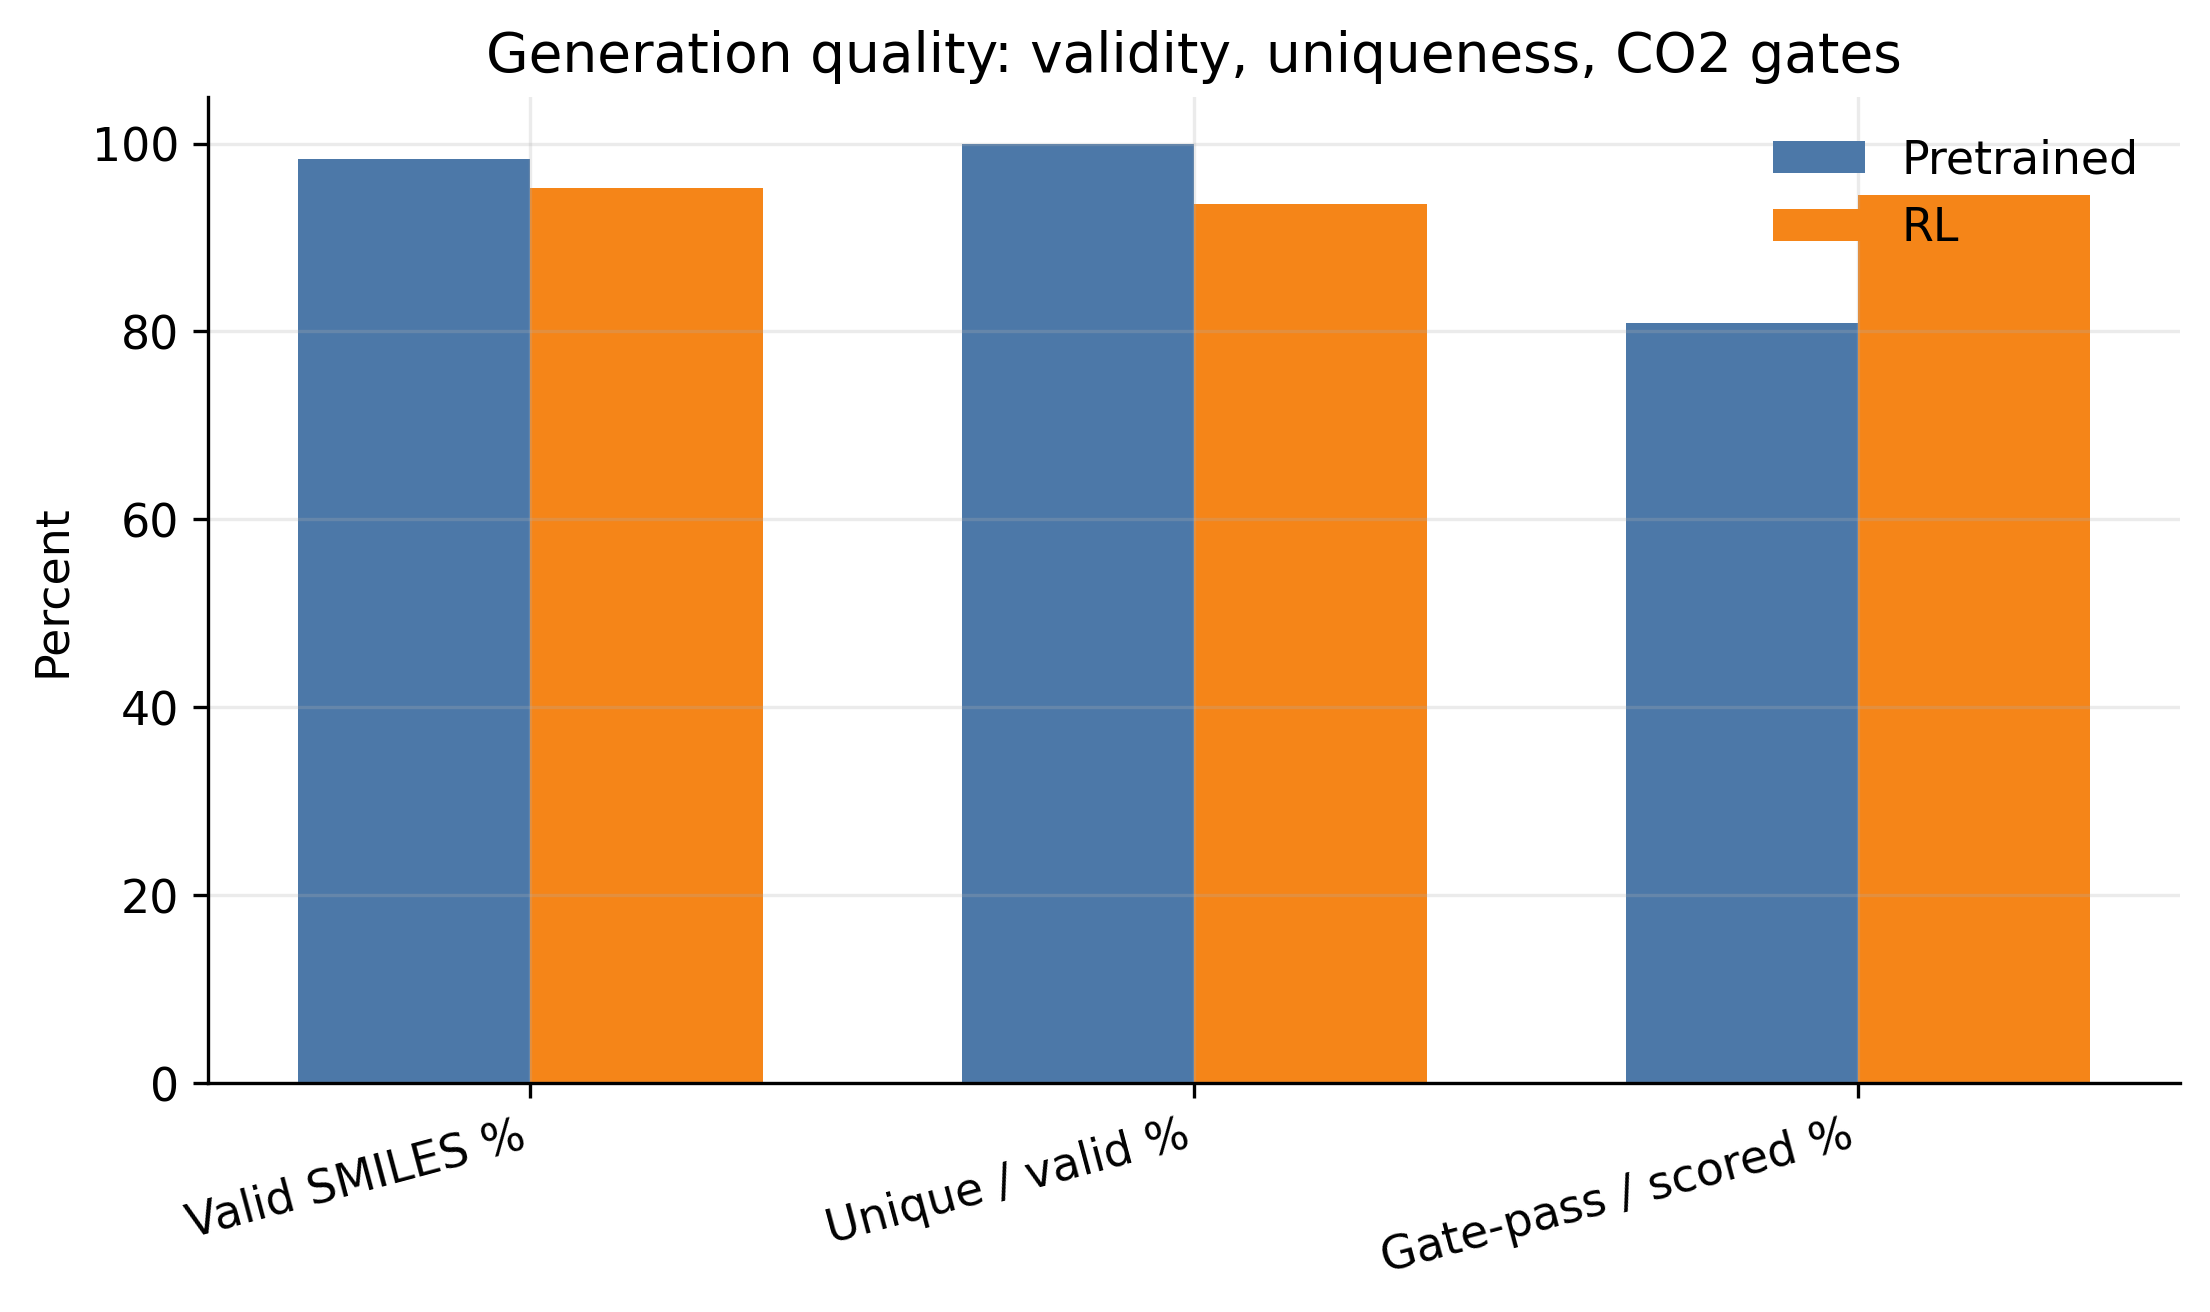 Generation quality: validity, uniqueness, CO2 gates
Pretrained
RL
Percent
100
80
60
40
20
0
Valid SMILES %
Unique / valid %
Gate-pass / scored %